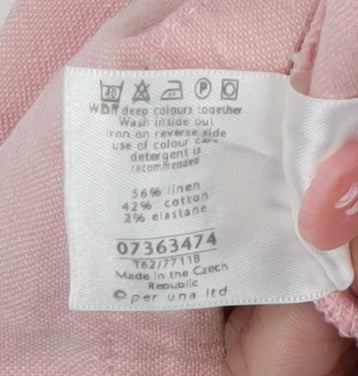 40 P
Wash deep colours together
Wash inside out
Iron on reverse side
use of colour care
detergent is
recommended
56% linen
42% cotton
2% elastane
07363474
T62/7711B
Made in the Czech
Republic
© per una ltd